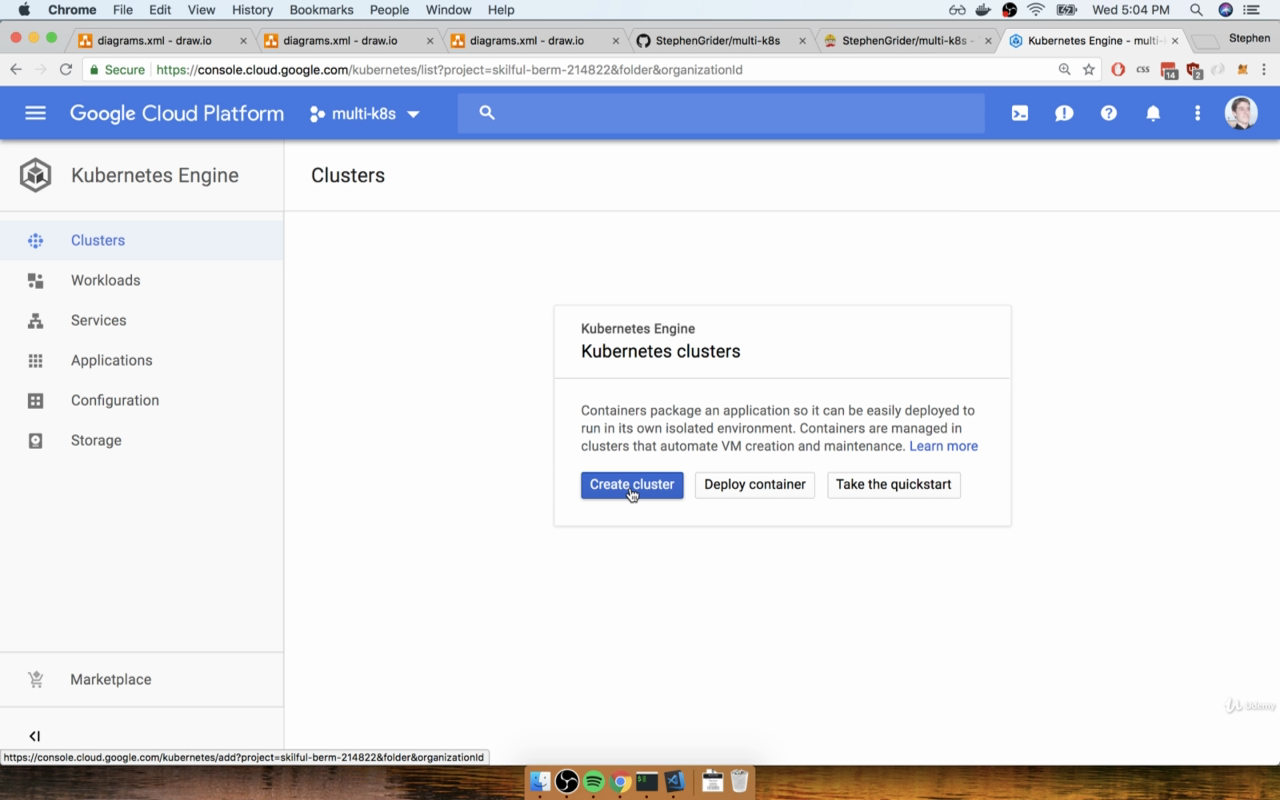 Chrome File Edit View History Bookmarks People Window Help Wed 5:04 PM
diagrams.xml - draw.io diagrams.xml - draw.io diagrams.xml - draw.io StephenGrider/multi-k8s StephenGrider/multi-k8s - Kubernetes Engine - multi-k Stephen
Secure https://console.cloud.google.com/kubernetes/list?project=skilful-berm-214822&folder&organizationId CSS 14 2
Google Cloud Platform multi-k8s
Kubernetes Engine
Clusters
Clusters
Workloads
Services
Applications
Configuration
Storage
Kubernetes Engine
Kubernetes clusters
Containers package an application so it can be easily deployed to
run in its own isolated environment. Containers are managed in
clusters that automate VM creation and maintenance. Learn more
Create cluster Deploy container Take the quickstart
Marketplace
Udemy
https://console.cloud.google.com/kubernetes/add?project=skilful-berm-214822&folder&organizationId